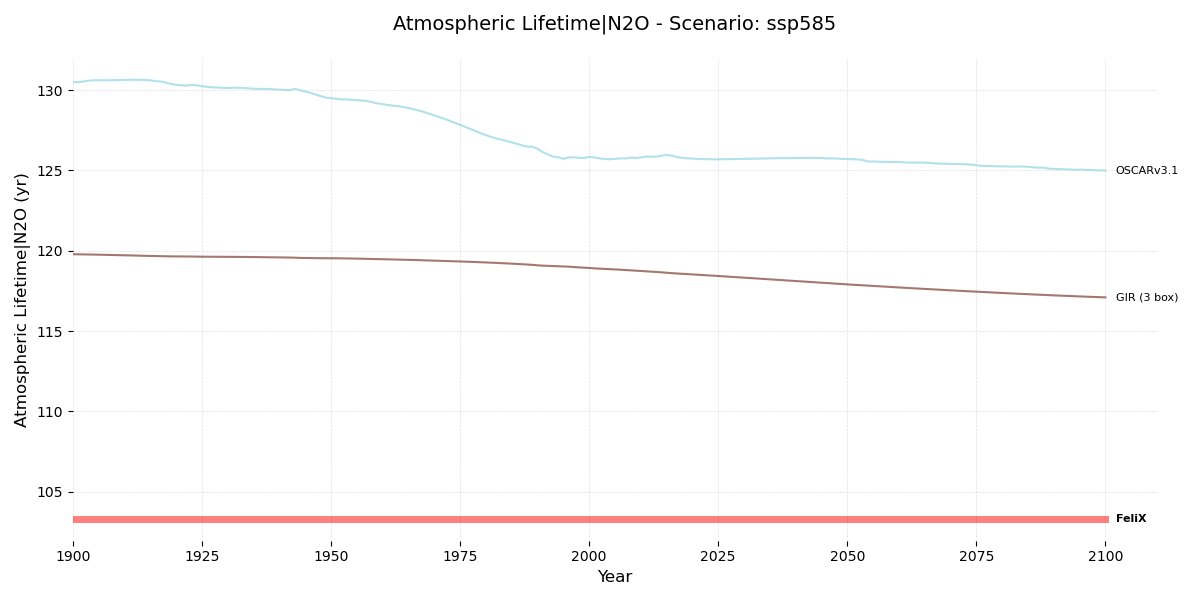 Atmospheric Lifetime|N2O - Scenario: ssp585
Atmospheric Lifetime|N2O (yr)
130
125
120
115
110
105
OSCARv3.1
GIR (3 box)
FeliX
1900 1925 1950 1975 2000 2025 2050 2075 2100
Year